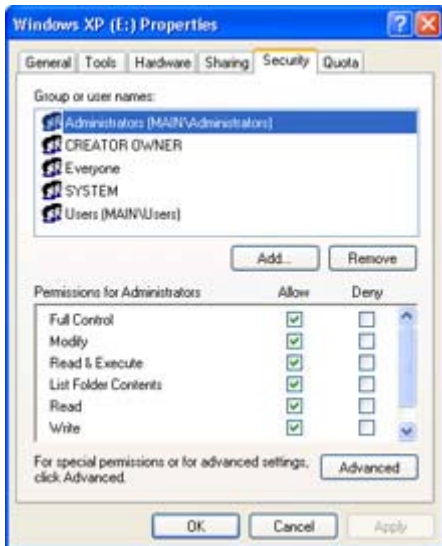 Windows XP (E:) Properties
General Tools Hardware Sharing Security Quota
Group or user names:
Administrators (MAIN\Administrators)
CREATOR OWNER
Everyone
SYSTEM
Users (MAIN\Users)
Add... Remove
Permissions for Administrators Allow Deny
Full Control
Modify
Read & Execute
List Folder Contents
Read
Write
For special permissions or for advanced settings,
click Advanced. Advanced
OK Cancel Apply